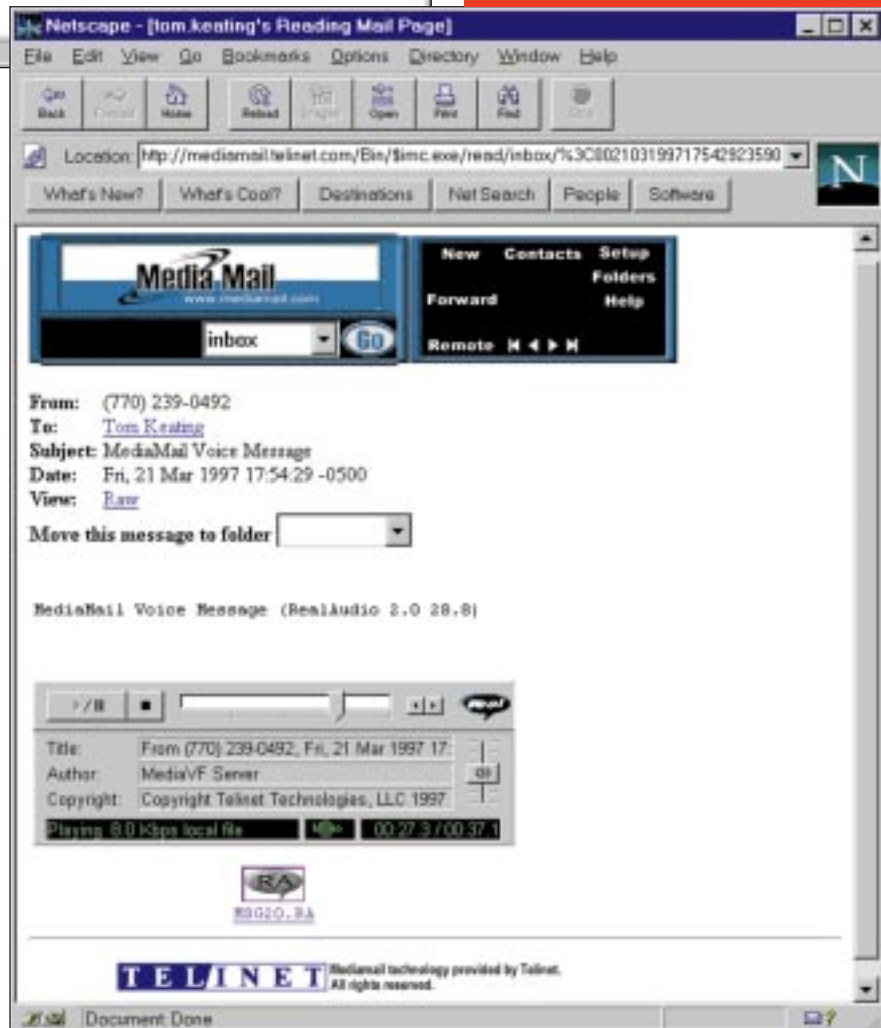 Netscape - [tom.keating's Reading Mail Page]
File Edit View Go Bookmarks Options Directory Window Help
Back Forward Home Reload Images Open Print Find Stop
Location: http://mediamail.telinet.com/Bin/$imc.exe/read/inbox/%3C002103199717542923590
N
What's New? What's Cool? Destinations Net Search People Software
Media Mail
www.mediamail.com
inbox Go
New Contacts Setup
Folders
Forward Help
Remote
From: (770) 239-0492
To: Tom Keating
Subject: MediaMail Voice Message
Date: Fri, 21 Mar 1997 17:54:29 -0500
View: Raw
Move this message to folder
MediaMail Voice Message (RealAudio 2.0 28.8)
real
Title: From (770) 239-0492, Fri, 21 Mar 1997 17:
Author: MediaVF Server
Copyright: Copyright Telinet Technologies, LLC 1997
Playing 8.0 Kbps local file 00:27.3 / 00:37.1
RA
MSG20.RA
TELINET Mediamail technology provided by Telinet.
All rights reserved.
Document: Done